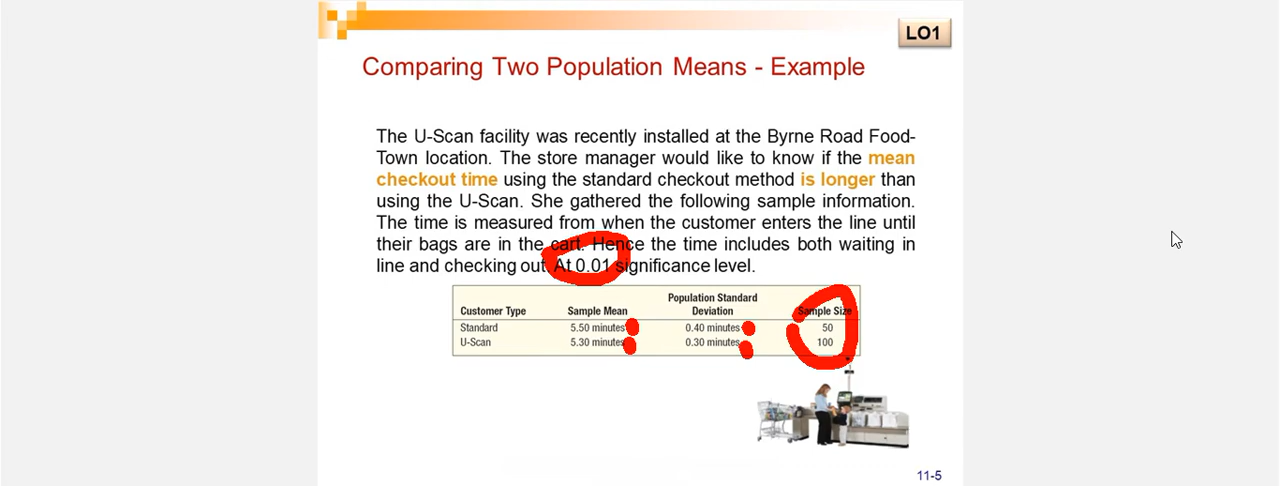 LO1
Comparing Two Population Means - Example
The U-Scan facility was recently installed at the Byrne Road Food-
Town location. The store manager would like to know if the mean
checkout time using the standard checkout method is longer than
using the U-Scan. She gathered the following sample information.
The time is measured from when the customer enters the line until
their bags are in the cart. Hence the time includes both waiting in
line and checking out. At 0.01 significance level.
Population Standard
Customer Type Sample Mean Deviation Sample Size
Standard 5.50 minutes 0.40 minutes 50
U-Scan 5.30 minutes 0.30 minutes 100
11-5